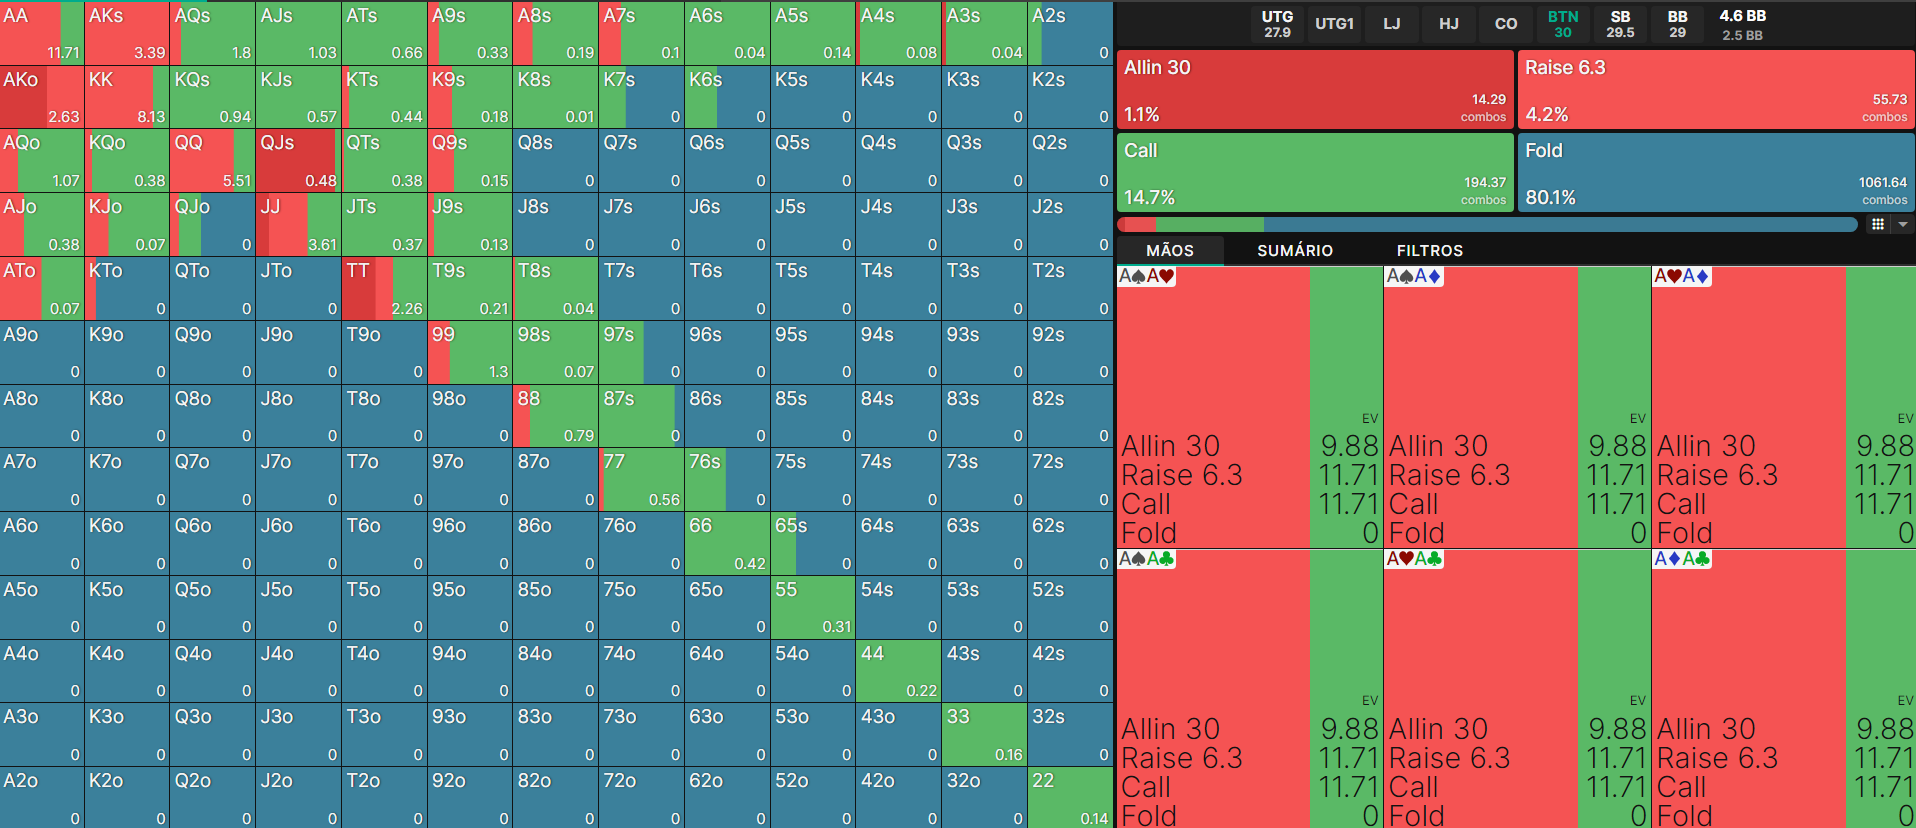 AA AKs AQs AJs ATs A9s A8s A7s A6s A5s A4s A3s A2s
11.71 3.39 1.8 1.03 0.66 0.33 0.19 0.1 0.04 0.14 0.08 0.04 0
AKo KK KQs KJs KTs K9s K8s K7s K6s K5s K4s K3s K2s
2.63 8.13 0.94 0.57 0.44 0.18 0.01 0 0 0 0 0 0
AQo KQo QQ QJs QTs Q9s Q8s Q7s Q6s Q5s Q4s Q3s Q2s
1.07 0.38 5.51 0.48 0.38 0.15 0 0 0 0 0 0 0
AJo KJo QJo JJ JTs J9s J8s J7s J6s J5s J4s J3s J2s
0.38 0.07 0 3.61 0.37 0.13 0 0 0 0 0 0 0
ATo KTo QTo JTo TT T9s T8s T7s T6s T5s T4s T3s T2s
0.07 0 0 0 2.26 0.21 0.04 0 0 0 0 0 0
A9o K9o Q9o J9o T9o 99 98s 97s 96s 95s 94s 93s 92s
0 0 0 0 0 1.3 0.07 0 0 0 0 0 0
A8o K8o Q8o J8o T8o 98o 88 87s 86s 85s 84s 83s 82s
0 0 0 0 0 0 0.79 0 0 0 0 0 0
A7o K7o Q7o J7o T7o 97o 87o 77 76s 75s 74s 73s 72s
0 0 0 0 0 0 0 0.56 0 0 0 0 0
A6o K6o Q6o J6o T6o 96o 86o 76o 66 65s 64s 63s 62s
0 0 0 0 0 0 0 0 0.42 0 0 0 0
A5o K5o Q5o J5o T5o 95o 85o 75o 65o 55 54s 53s 52s
0 0 0 0 0 0 0 0 0 0.31 0 0 0
A4o K4o Q4o J4o T4o 94o 84o 74o 64o 54o 44 43s 42s
0 0 0 0 0 0 0 0 0 0 0.22 0 0
A3o K3o Q3o J3o T3o 93o 83o 73o 63o 53o 43o 33 32s
0 0 0 0 0 0 0 0 0 0 0 0.16 0
A2o K2o Q2o J2o T2o 92o 82o 72o 62o 52o 42o 32o 22
0 0 0 0 0 0 0 0 0 0 0 0 0.14
UTG UTG1 LJ HJ CO BTN SB BB 4.6 BB
27.9 30 29.5 29 2.5 BB
Allin 30 Raise 6.3
14.29 55.73
1.1% combos 4.2% combos
Call Fold
194.37 1061.64
14.7% combos 80.1% combos
MÃOS SUMÁRIO FILTROS
A♠A♥ A♠A♦ A♥A♦
EV EV EV
Allin 30 9.88 Allin 30 9.88 Allin 30 9.88
Raise 6.3 11.71 Raise 6.3 11.71 Raise 6.3 11.71
Call 11.71 Call 11.71 Call 11.71
Fold 0 Fold 0 Fold 0
A♠A♣ A♥A♣ A♦A♣
EV EV EV
Allin 30 9.88 Allin 30 9.88 Allin 30 9.88
Raise 6.3 11.71 Raise 6.3 11.71 Raise 6.3 11.71
Call 11.71 Call 11.71 Call 11.71
Fold 0 Fold 0 Fold 0